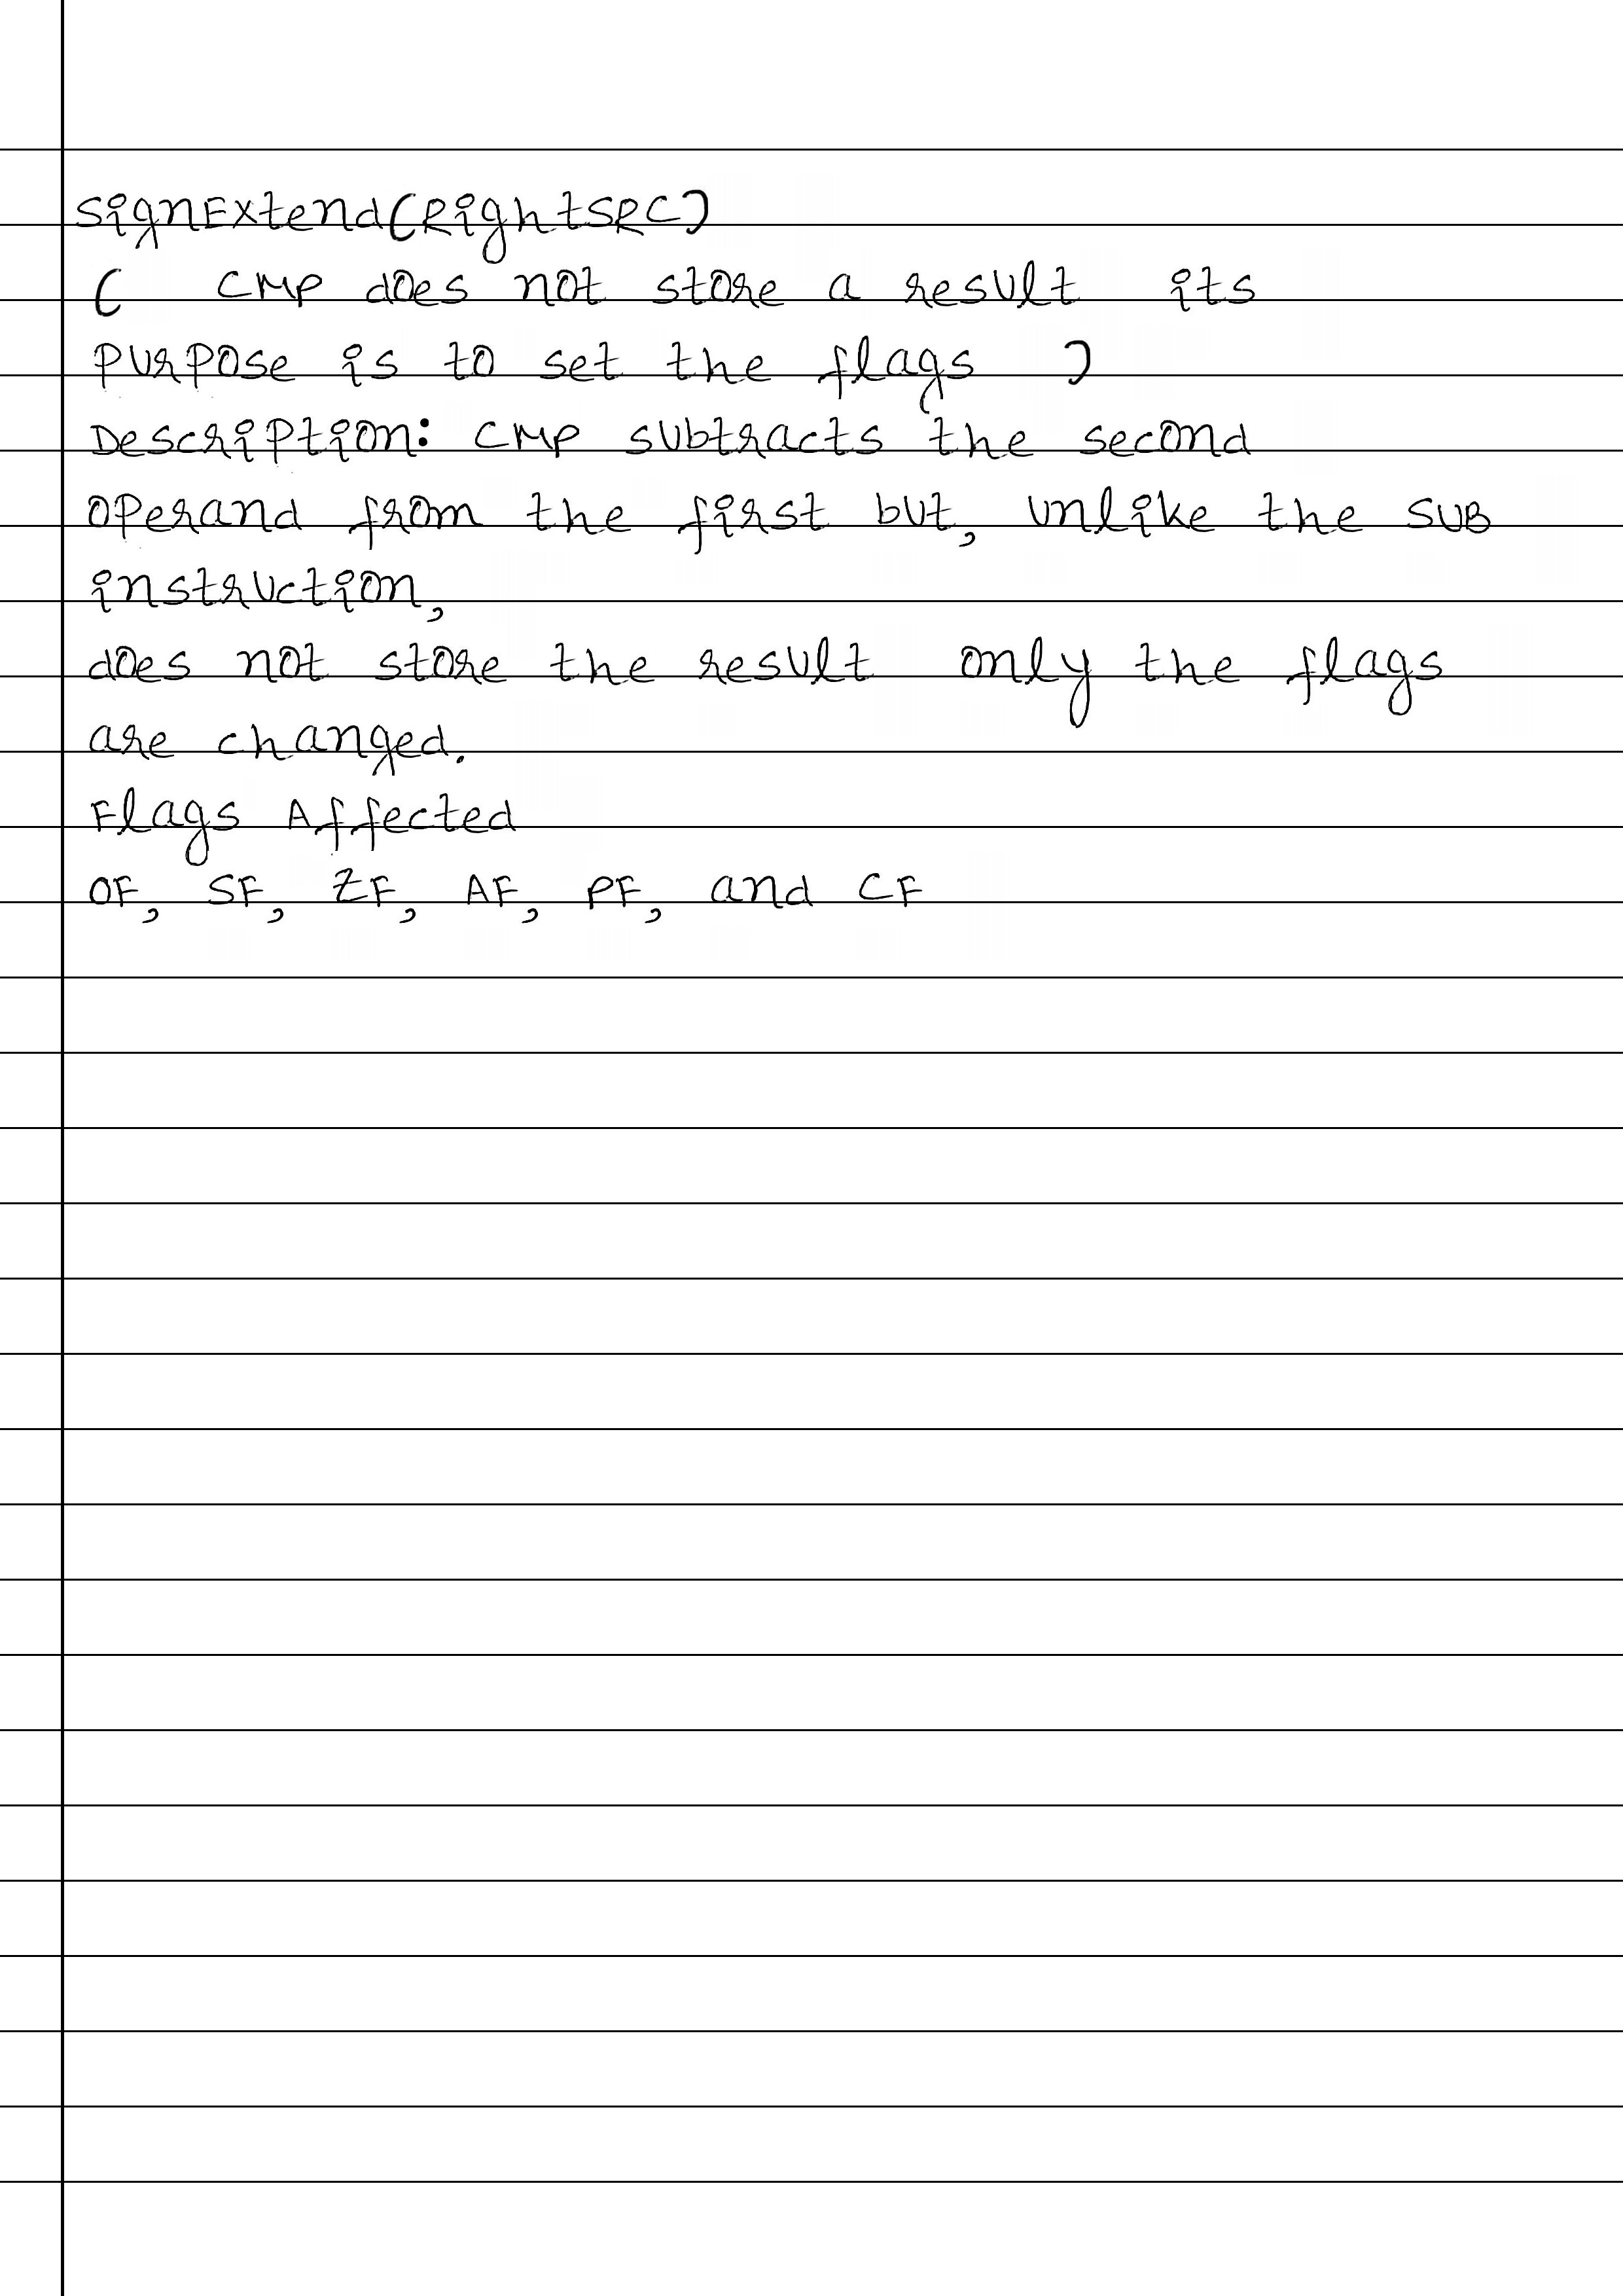 SignExtend(RightSRC)
( CMP does not store a result its
purpose is to set the flags )
Description: CMP subtracts the second
operand from the first but, unlike the SUB
instruction,
does not store the result only the flags
are changed.
Flags Affected
OF, SF, ZF, AF, PF, and CF